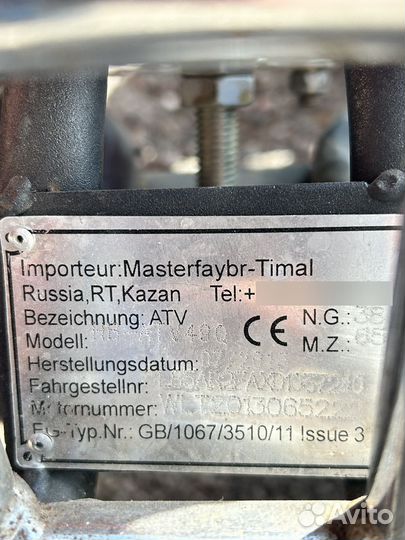 Importeur:Masterfaybr-Timal
Russia,RT,Kazan Tel:+
Bezeichnung: ATV N.G.:
Modell: M.Z.:
Herstellungsdatum:
Fahrgestellnr:
Motornummer:
EG-Typ.Nr.: GB/1067/3510/11 Issue 3
CE
Avito